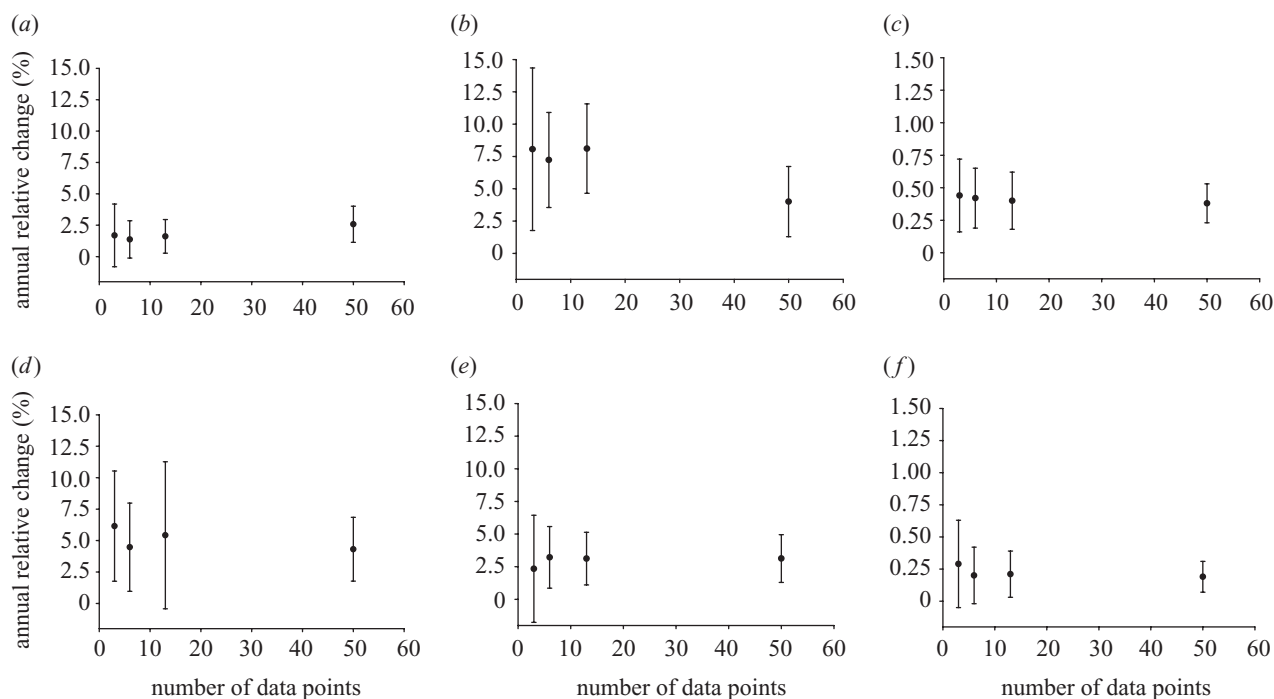 (a) (b) (c)
annual relative change (%)
15.0 15.0 1.50
12.5 12.5 1.25
10.0 10.0 1.00
7.5 7.5 0.75
5.0 5.0 0.50
2.5 2.5 0.25
0 0 0
0 10 20 30 40 50 60 0 10 20 30 40 50 60 0 10 20 30 40 50 60
(d) (e) (f)
annual relative change (%)
15.0 15.0 1.50
12.5 12.5 1.25
10.0 10.0 1.00
7.5 7.5 0.75
5.0 5.0 0.50
2.5 2.5 0.25
0 0 0
0 10 20 30 40 50 60 0 10 20 30 40 50 60 0 10 20 30 40 50 60
number of data points number of data points number of data points